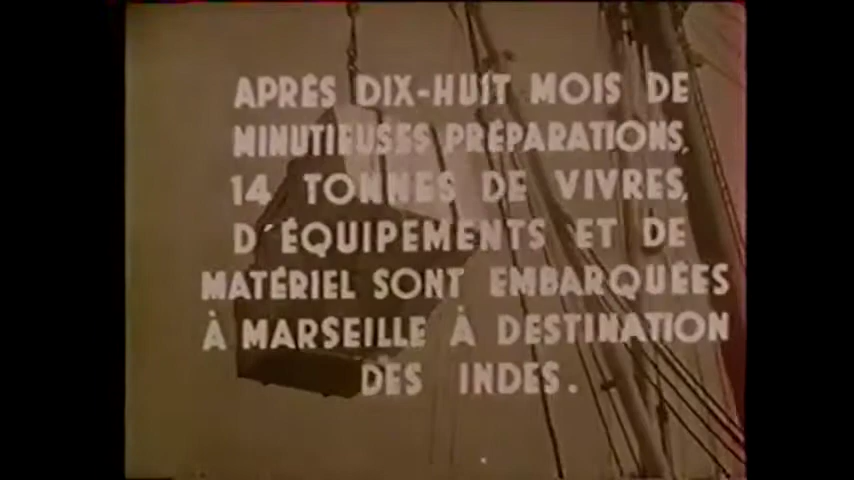 APRÈS DIX-HUIT MOIS DE
MINUTIEUSES PRÉPARATIONS,
14 TONNES DE VIVRES,
D'ÉQUIPEMENTS ET DE
MATÉRIEL SONT EMBARQUÉES
À MARSEILLE À DESTINATION
DES INDES.